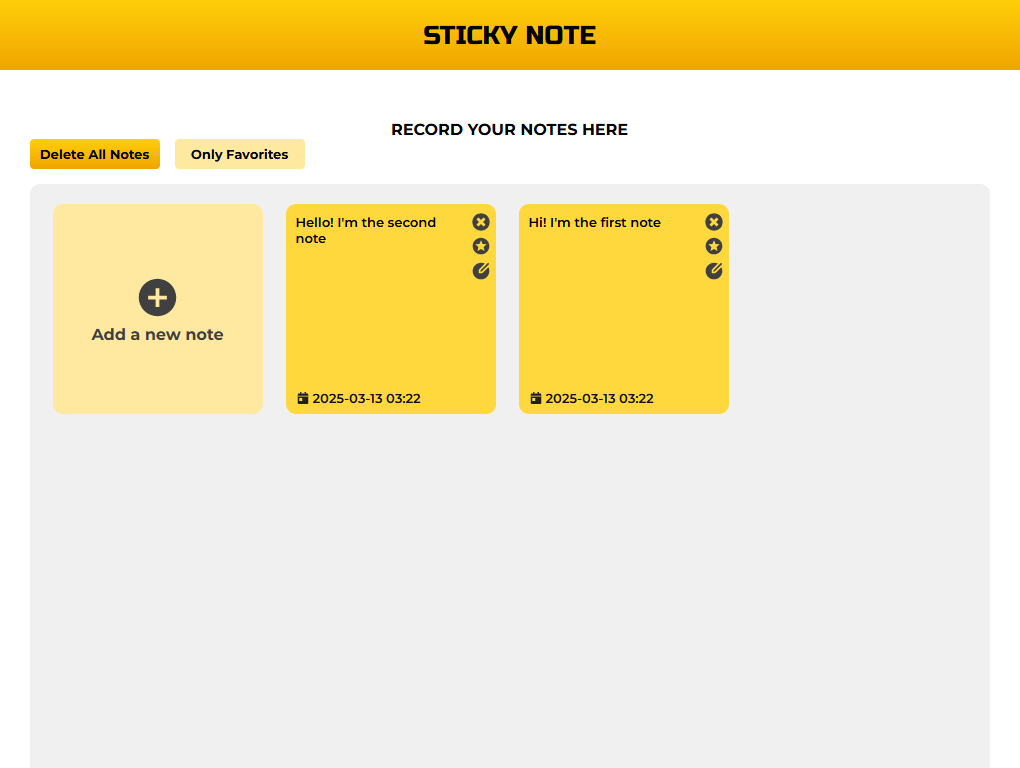 STICKY NOTE
RECORD YOUR NOTES HERE
Delete All Notes
Only Favorites
Add a new note
Hello! I'm the second
note
2025-03-13 03:22
Hi! I'm the first note
2025-03-13 03:22